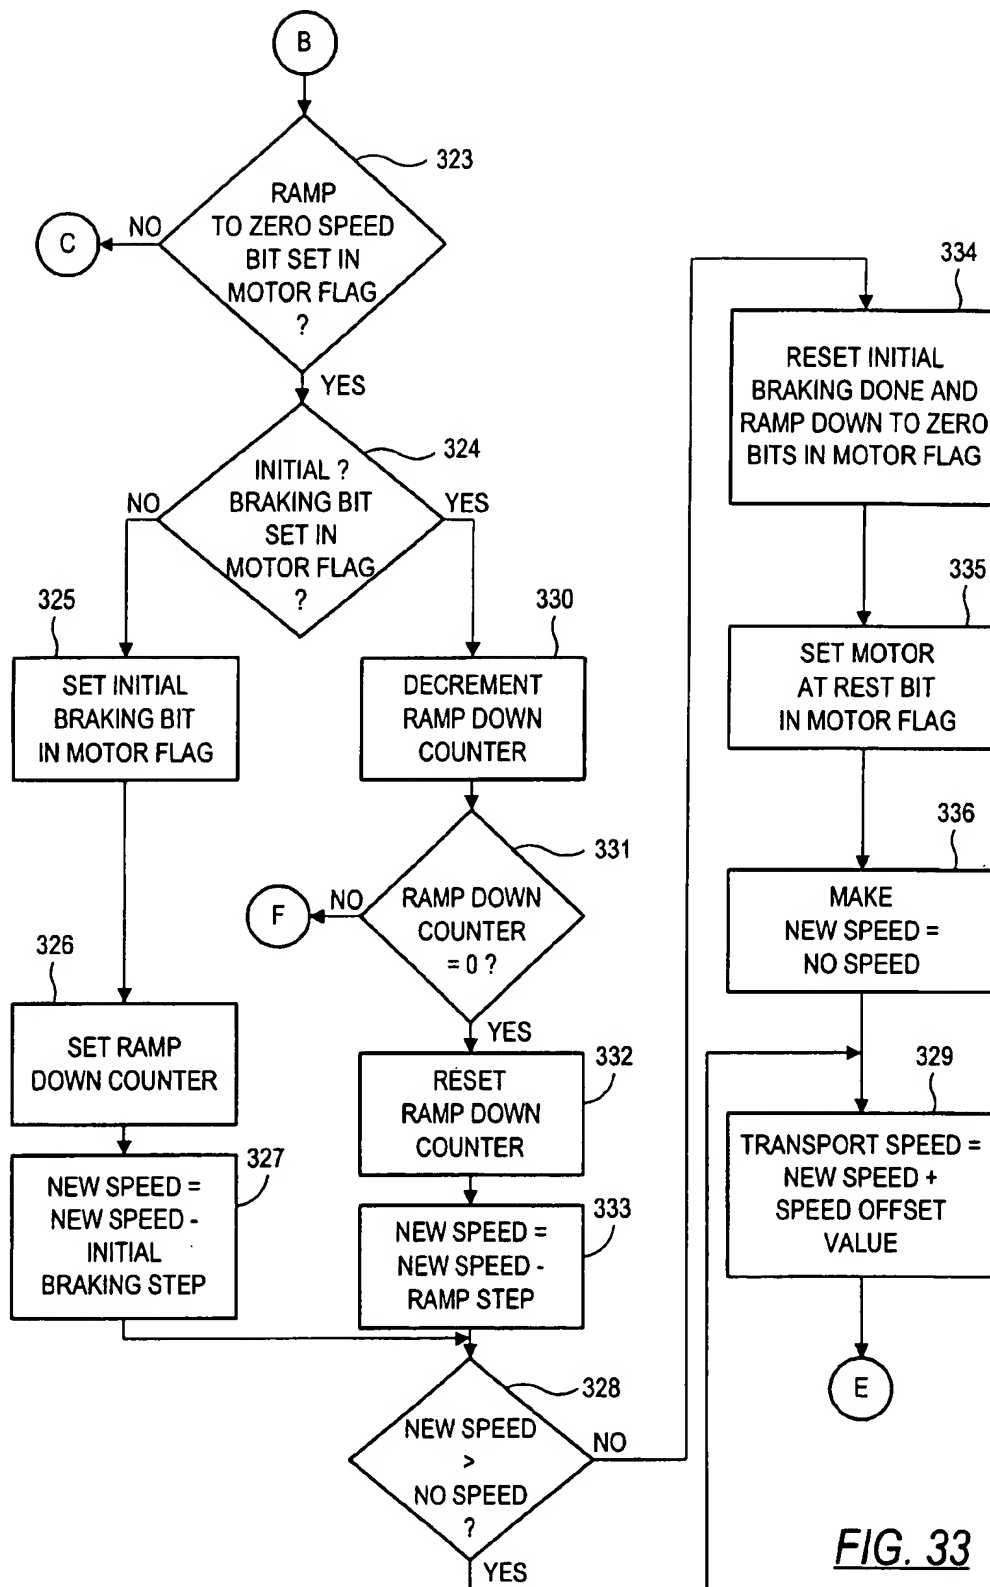 B
323
RAMP
TO ZERO SPEED
BIT SET IN
MOTOR FLAG
?
NO
C
YES
324
INITIAL ?
BRAKING BIT
SET IN
MOTOR FLAG
?
NO
YES
325
SET INITIAL
BRAKING BIT
IN MOTOR FLAG
326
SET RAMP
DOWN COUNTER
327
NEW SPEED =
NEW SPEED -
INITIAL
BRAKING STEP
330
DECREMENT
RAMP DOWN
COUNTER
331
RAMP DOWN
COUNTER
= 0 ?
NO
F
YES
332
RESET
RAMP DOWN
COUNTER
333
NEW SPEED =
NEW SPEED -
RAMP STEP
328
NEW SPEED
>
NO SPEED
?
NO
YES
334
RESET INITIAL
BRAKING DONE AND
RAMP DOWN TO ZERO
BITS IN MOTOR FLAG
335
SET MOTOR
AT REST BIT
IN MOTOR FLAG
336
MAKE
NEW SPEED =
NO SPEED
329
TRANSPORT SPEED =
NEW SPEED +
SPEED OFFSET
VALUE
E
FIG. 33